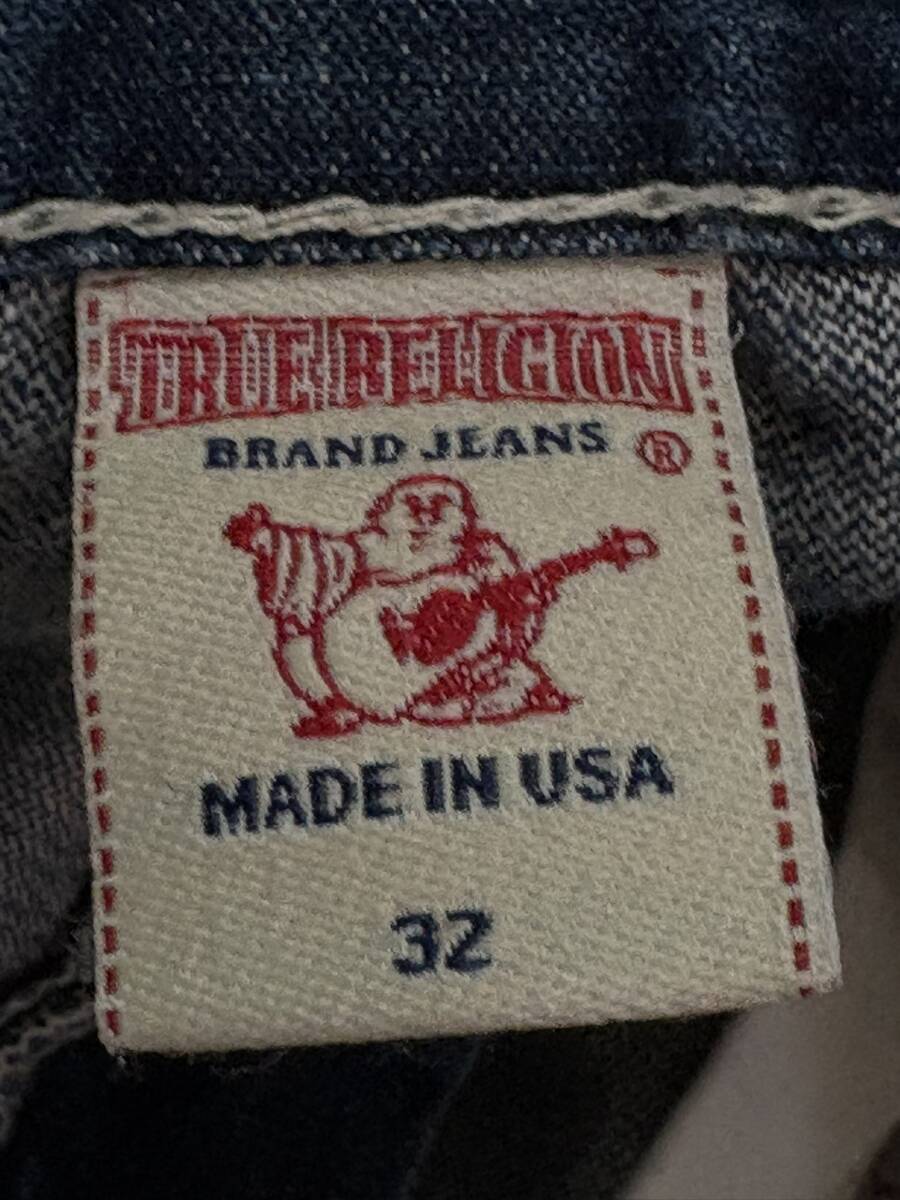 TRUE RELIGION
BRAND JEANS ®
MADE IN USA
32